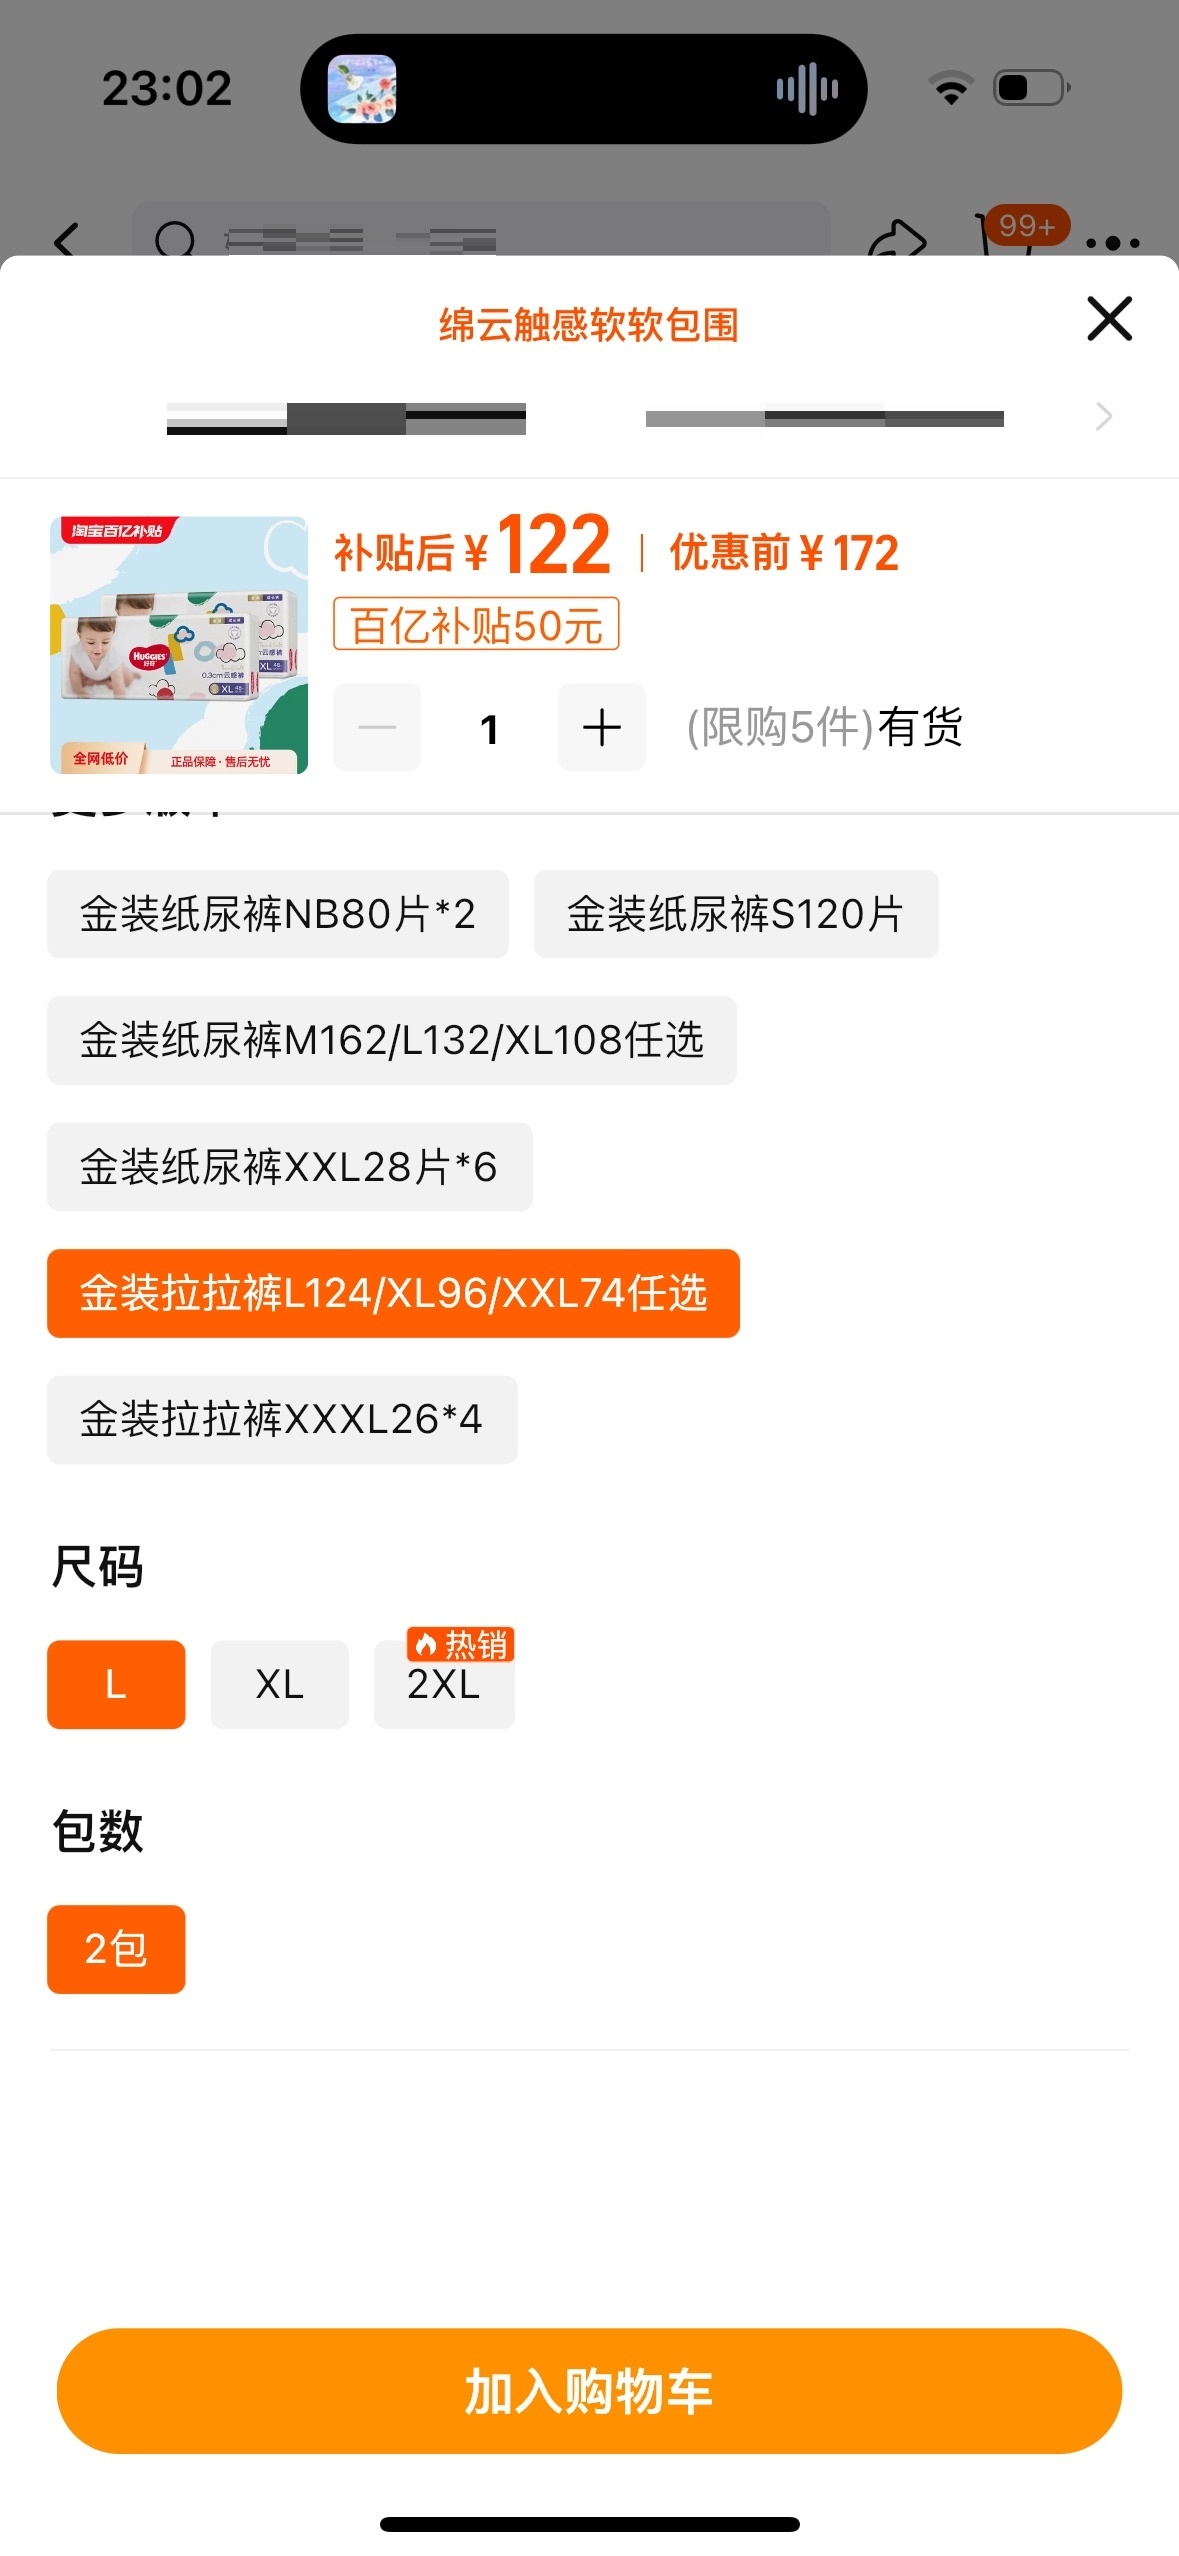 23:02
99+
绵云触感软软包围
淘宝百亿补贴
HUGGIES
好奇
0.3cm云感裤
XL
全网低价
正品保障·售后无忧
补贴后¥122 | 优惠前¥172
百亿补贴50元
1 (限购5件)有货
金装纸尿裤NB80片*2
金装纸尿裤S120片
金装纸尿裤M162/L132/XL108任选
金装纸尿裤XXL28片*6
金装拉拉裤L124/XL96/XXL74任选
金装拉拉裤XXXL26*4
尺码
热销
L
XL
2XL
包数
2包
加入购物车